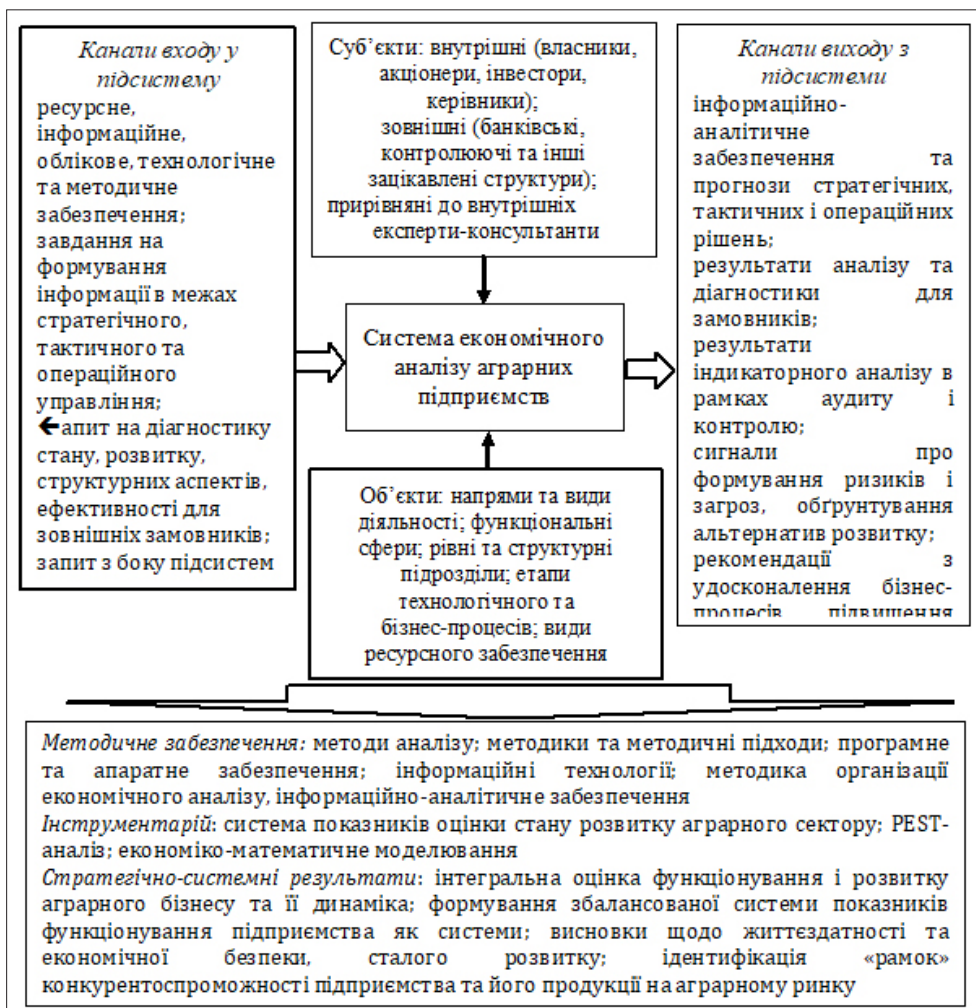 Канали входу у
підсистему
ресурсне,
інформаційне,
облікове, технологічне
та методичне
забезпечення;
завдання на
формування
інформації в межах
стратегічного,
тактичного та
операційного
управління;
←апит на діагностику
стану, розвитку,
структурних аспектів,
ефективності для
зовнішніх замовників;
запит з боку підсистем
Суб’єкти: внутрішні (власники,
акціонери, інвестори,
керівники);
зовнішні (банківські,
контролюючі та інші
зацікавлені структури);
прирівняні до внутрішніх
експерти-консультанти
Система економічного
аналізу аграрних
підприємств
Об’єкти: напрями та види
діяльності; функціональні
сфери; рівні та структурні
підрозділи; етапи
технологічного та
бізнес-процесів; види
ресурсного забезпечення
Канали виходу з
підсистеми
інформаційно-
аналітичне
забезпечення та
прогнози стратегічних,
тактичних і операційних
рішень;
результати аналізу та
діагностики для
замовників;
результати
індикаторного аналізу в
рамках аудиту і
контролю;
сигнали про
формування ризиків і
загроз, обґрунтування
альтернатив розвитку;
рекомендації з
удосконалення бізнес-
процесів, підвищення
Методичне забезпечення: методи аналізу; методики та методичні підходи; програмне
та апаратне забезпечення; інформаційні технології; методика організації
економічного аналізу, інформаційно-аналітичне забезпечення
Інструментарій: система показників оцінки стану розвитку аграрного сектору; PEST-
аналіз; економіко-математичне моделювання
Стратегічно-системні результати: інтегральна оцінка функціонування і розвитку
аграрного бізнесу та її динаміка; формування збалансованої системи показників
функціонування підприємства як системи; висновки щодо життєздатності та
економічної безпеки, сталого розвитку; ідентифікація «рамок»
конкурентоспроможності підприємства та його продукції на аграрному ринку